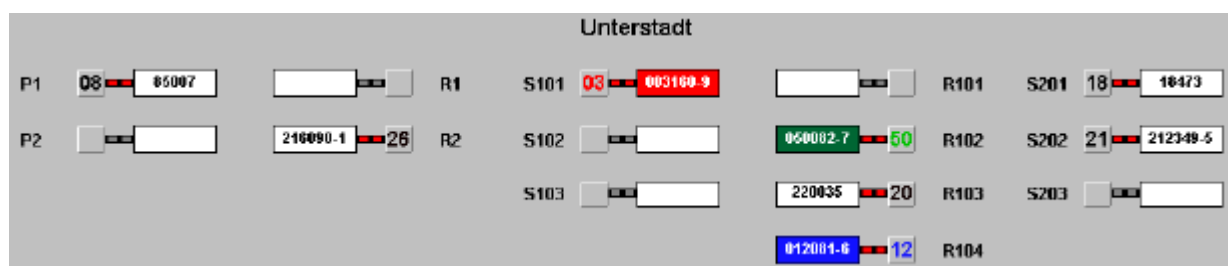 Unterstadt
P1 08 85007 R1 S101 03 003160-9 R101 S201 18 18473
P2 216090-1 26 R2 S102 050082-7 50 R102 S202 21 212349-5
S103 220035 20 R103 S203
012081-6 12 R104